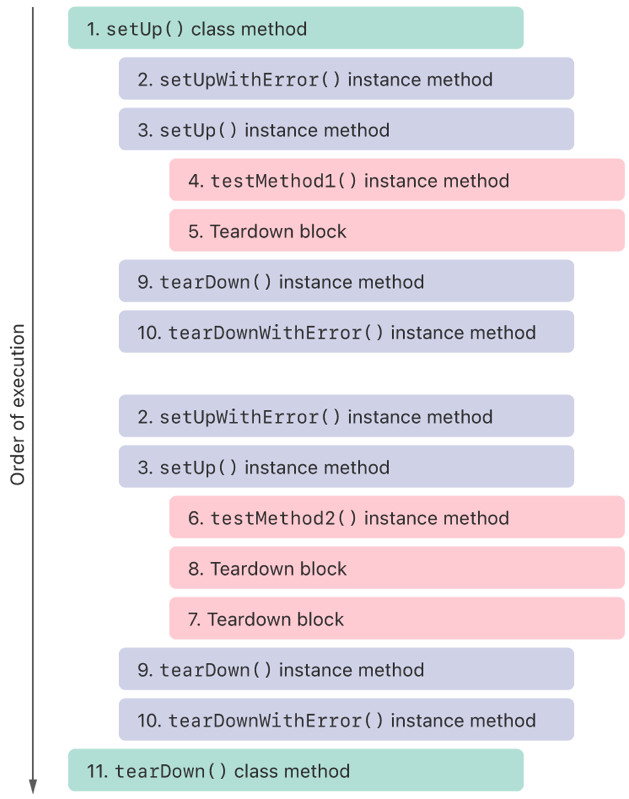 1. setUp() class method
2. setUpWithError() instance method
3. setUp() instance method
4. testMethod1() instance method
5. Teardown block
9. tearDown() instance method
10. tearDownWithError() instance method
Order of execution
2. setUpWithError() instance method
3. setUp() instance method
6. testMethod2() instance method
8. Teardown block
7. Teardown block
9. tearDown() instance method
10. tearDownWithError() instance method
11. tearDown() class method